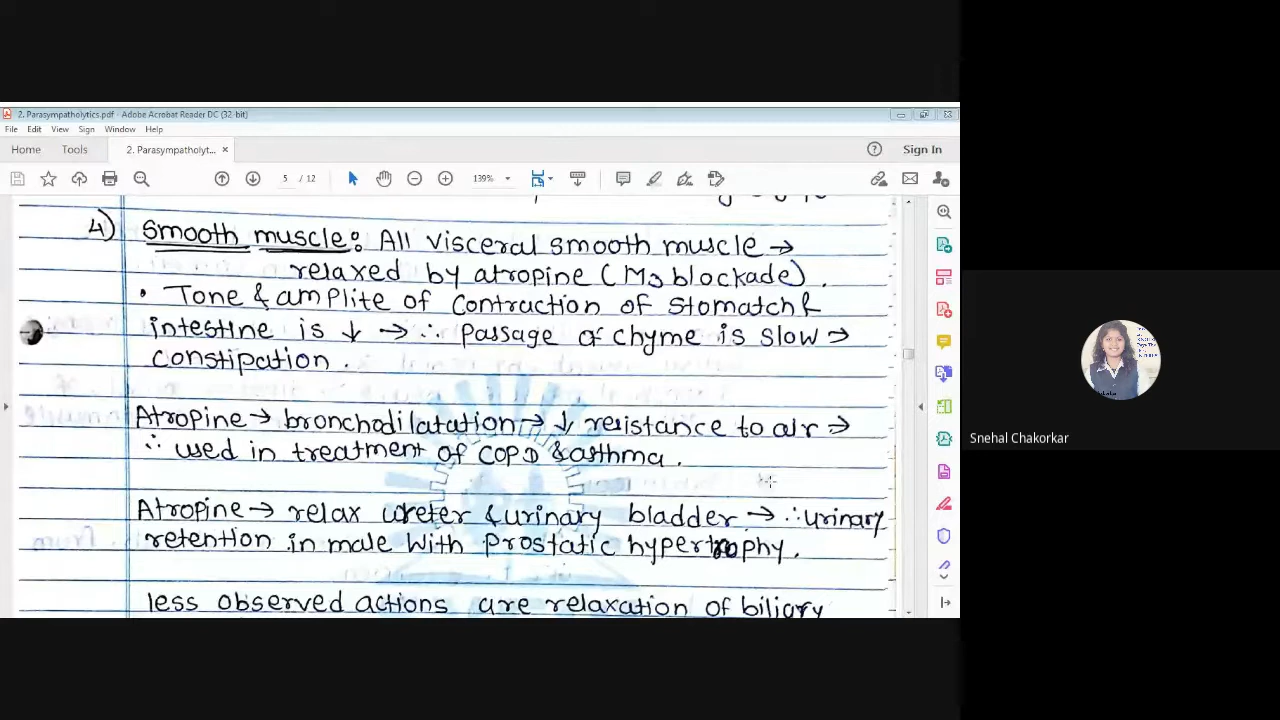 2. Parasympatholytics.pdf - Adobe Acrobat Reader DC (32-bit)
File Edit View Sign Window Help
Home Tools 2. Parasympatholyt... × Sign In
5 / 12 139%
4) Smooth muscle: All visceral smooth muscle →
relaxed by atropine (M3 blockade).
• Tone & amplite of contraction of stomatch &
intestine is ↓ → ∴ Passage of chyme is slow →
constipation.
Atropine → bronchodilatation → ↓ resistance to air →
∴ used in treatment of COPD & asthma.
Atropine → relax ureter & urinary bladder → ∴ urinary
retention in male with prostatic hypertrophy.
less observed actions are relaxation of biliary
Snehal Chakorkar